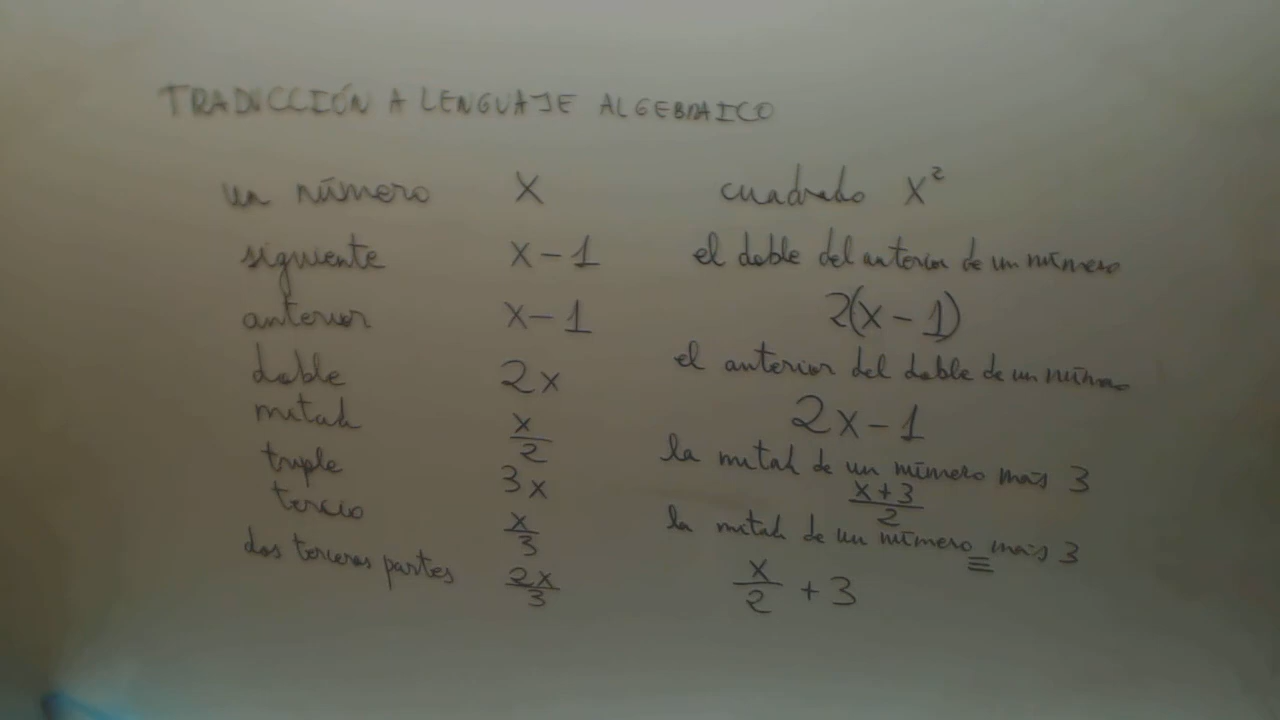 TRADUCCIÓN A LENGUAJE ALGEBRAICO
un número x
siguiente x-1
anterior x-1
doble 2x
mitad x/2
triple 3x
tercio x/3
dos terceras partes 2x/3
cuadrado x²
el doble del anterior de un número
2(x-1)
el anterior del doble de un número
2x-1
la mitad de un número más 3
x+3/2
la mitad de un número más 3
x/2 + 3